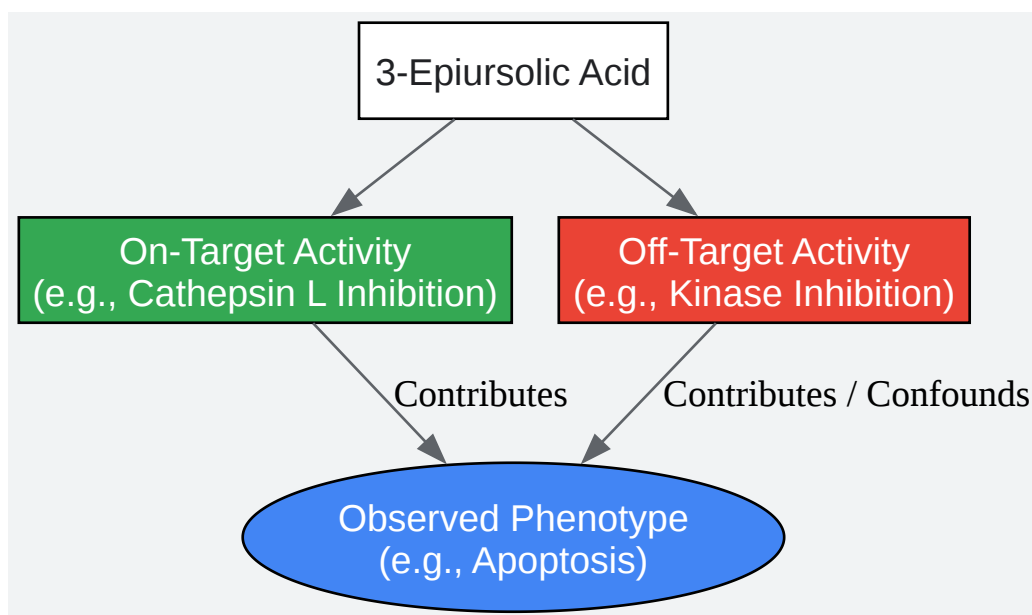 3-Epiursolic Acid
On-Target Activity
(e.g., Cathepsin L Inhibition)
Off-Target Activity
(e.g., Kinase Inhibition)
Contributes
Contributes / Confounds
Observed Phenotype
(e.g., Apoptosis)